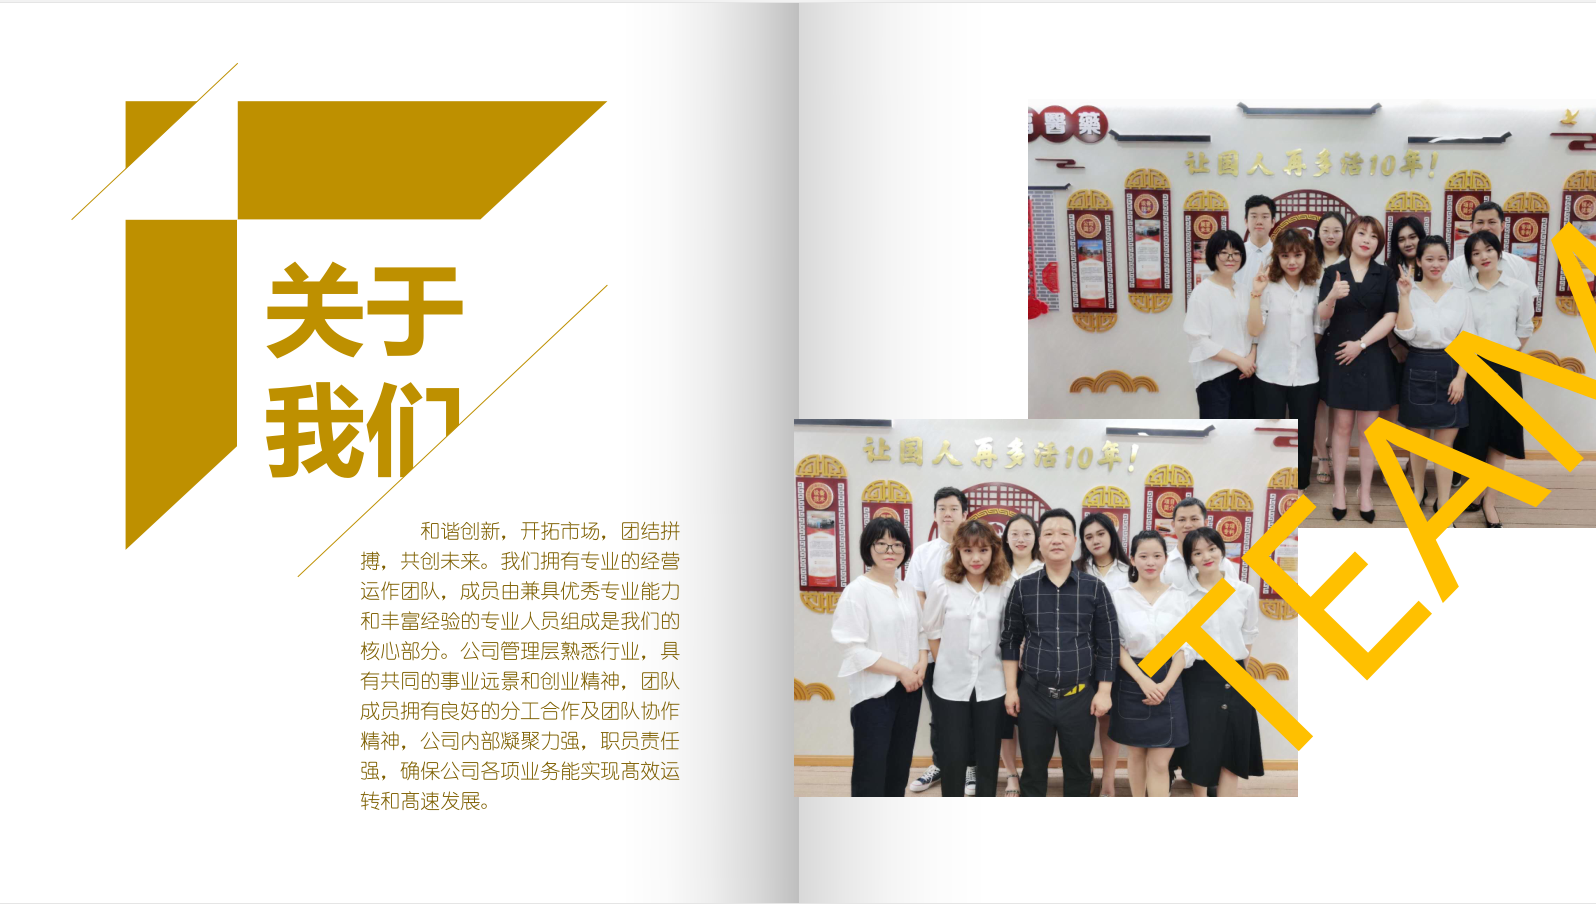 关于
我们
和谐创新，开拓市场，团结拼
搏，共创未来。我们拥有专业的经营
运作团队，成员由兼具优秀专业能力
和丰富经验的专业人员组成是我们的
核心部分。公司管理层熟悉行业，具
有共同的事业远景和创业精神，团队
成员拥有良好的分工合作及团队协作
精神，公司内部凝聚力强，职员责任
强，确保公司各项业务能实现高效运
转和高速发展。
醫藥
让国人再多活10年！
让国人再多活10年！
TEAM